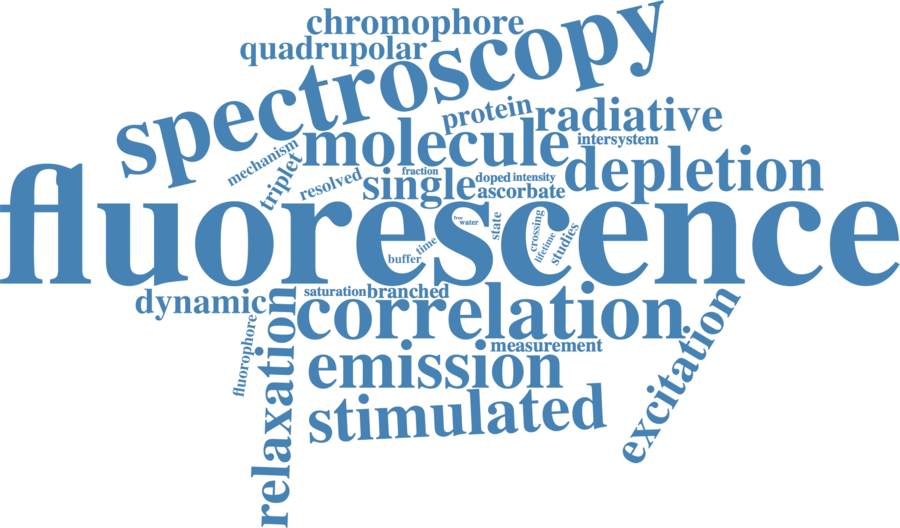 chromophore
quadrupolar
spectroscopy
protein
radiative
molecule
intersystem
mechanism
triplet
resolved
fraction
single
doped
intensity
ascorbate
depletion
fluorescence
free
water
state
crossing
lifetime
studies
time
buffer
dynamic
saturation
branched
correlation
relaxation
fluorophore
measurement
emission
excitation
stimulated